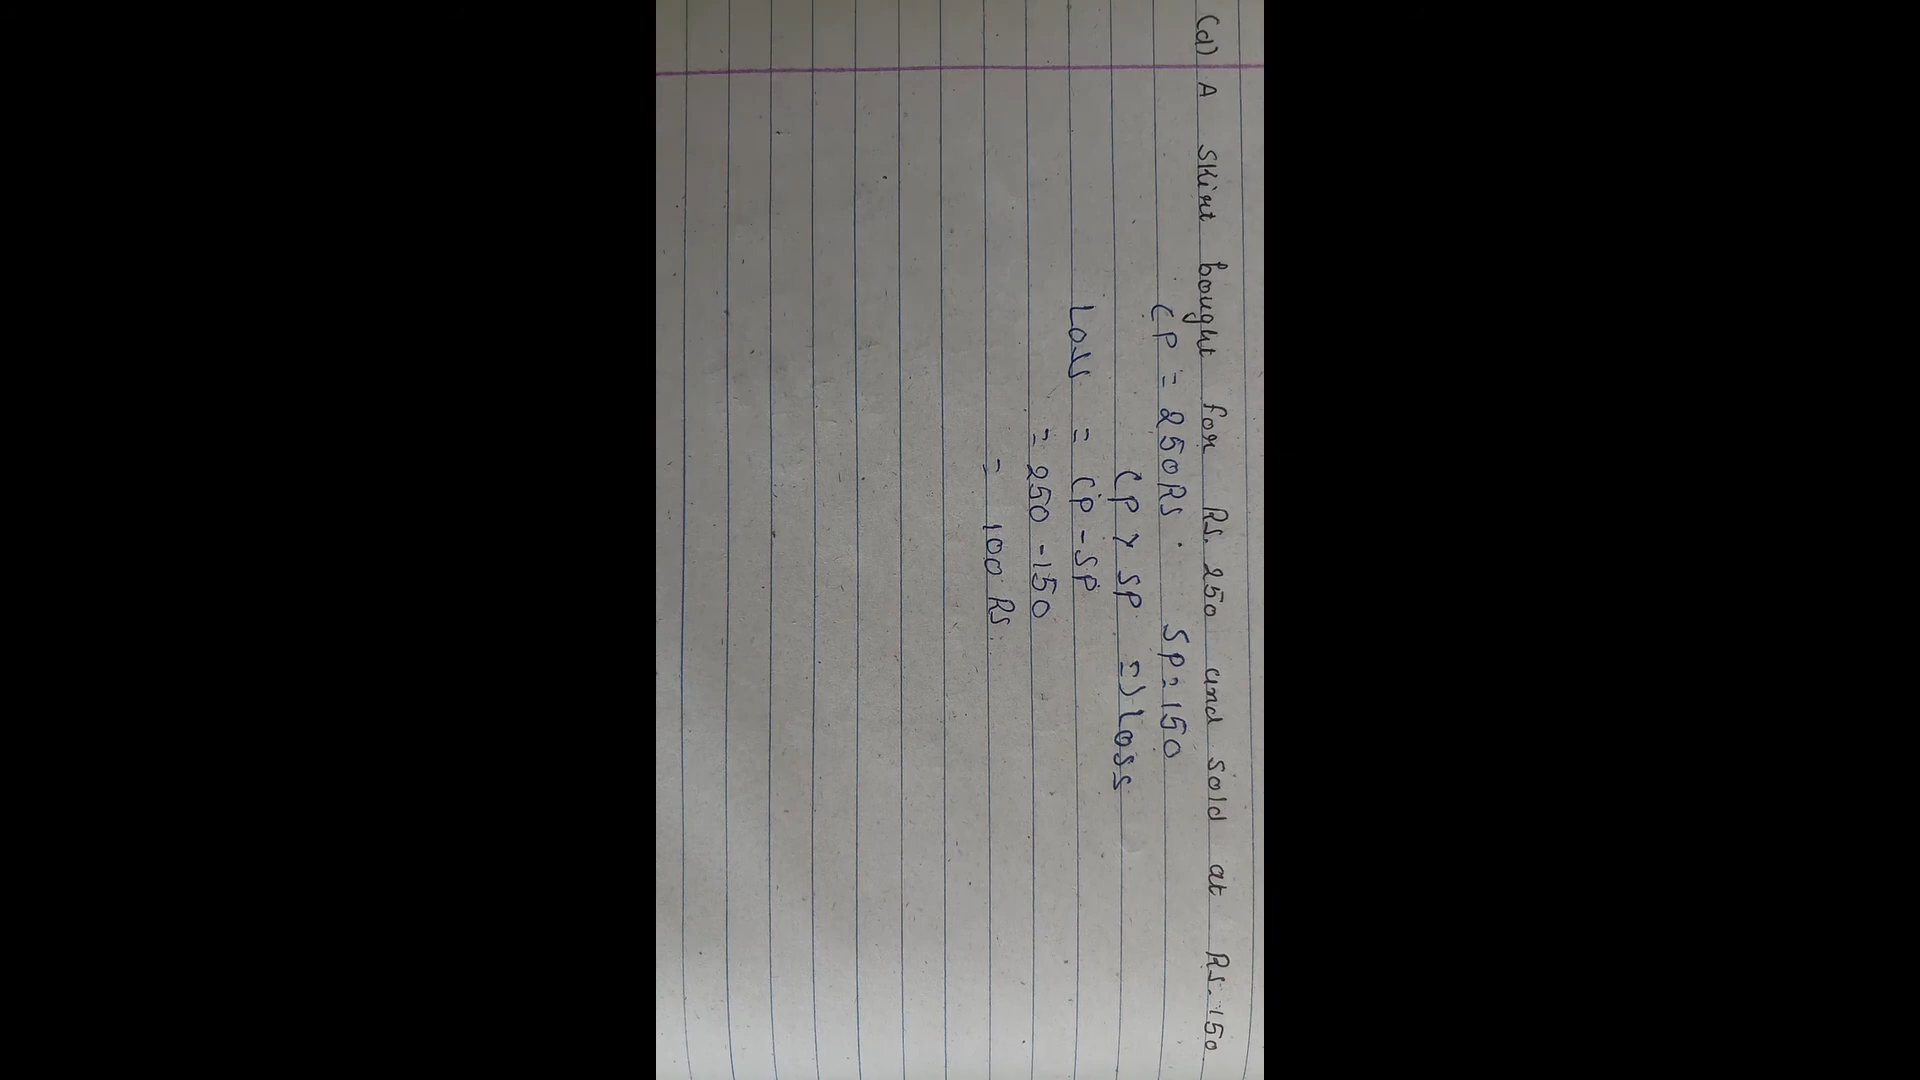 (d) A Skirt bought for Rs. 250 and sold at Rs. 150
CP = 250 RS. SP = 150
CP > SP => Loss
Loss = CP - SP
= 250 - 150
= 100 RS.